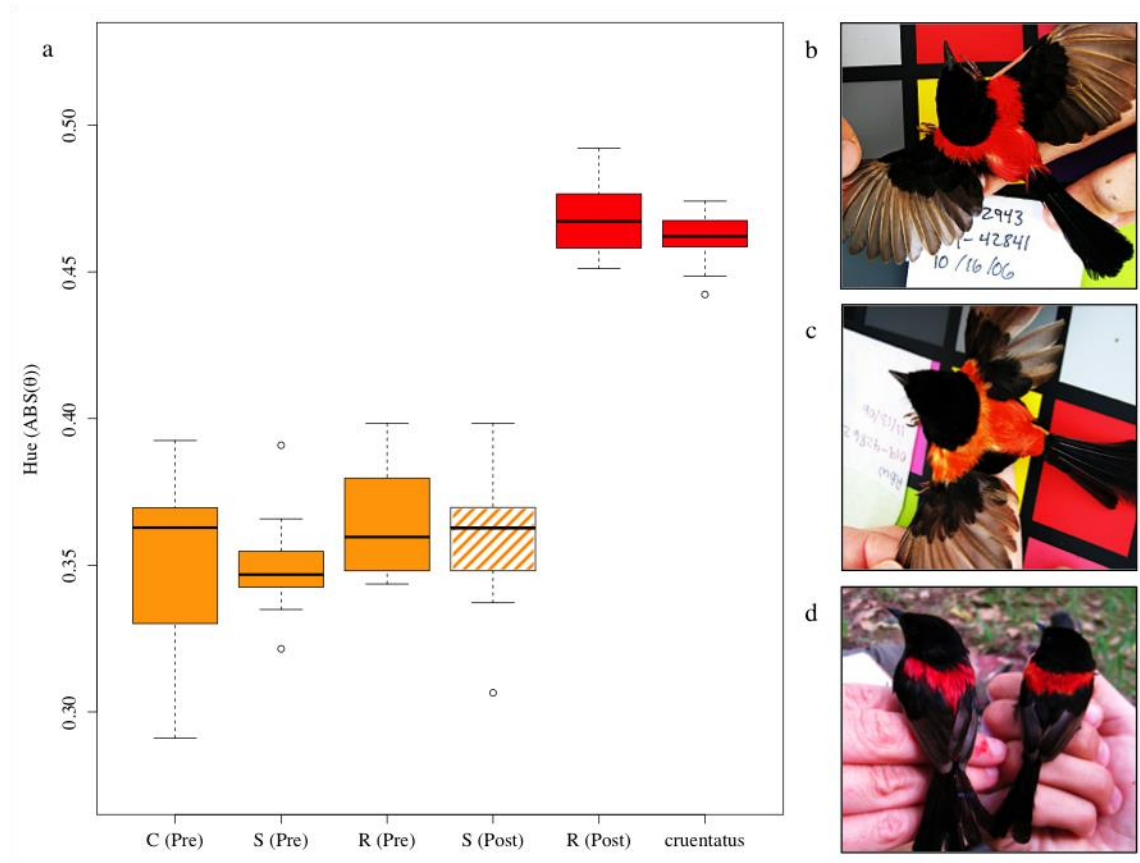 a
0.50
0.45
0.40
0.35
0.30
Hue (ABS(θ))
C (Pre)
S (Pre)
R (Pre)
S (Post)
R (Post)
cruentatus
b
2943
- 42841
10/16/06
c
d